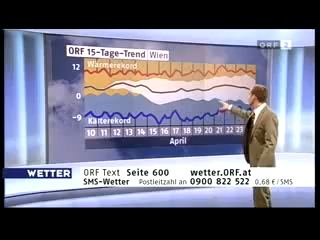 ORF 2
ORF 15-Tage-Trend Wien
12
Wärmerekord
0
-9
Kälterekord
10 11 12 13 14 15 16 17 18 19 20 21 22 23
April
WETTER
ORF Text Seite 600 wetter.ORF.at
SMS-Wetter Postleitzahl an 0900 822 522 0,68 €/SMS